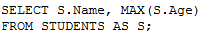 SELECT S.Name, MAX(S.Age)
FROM STUDENTS AS S;